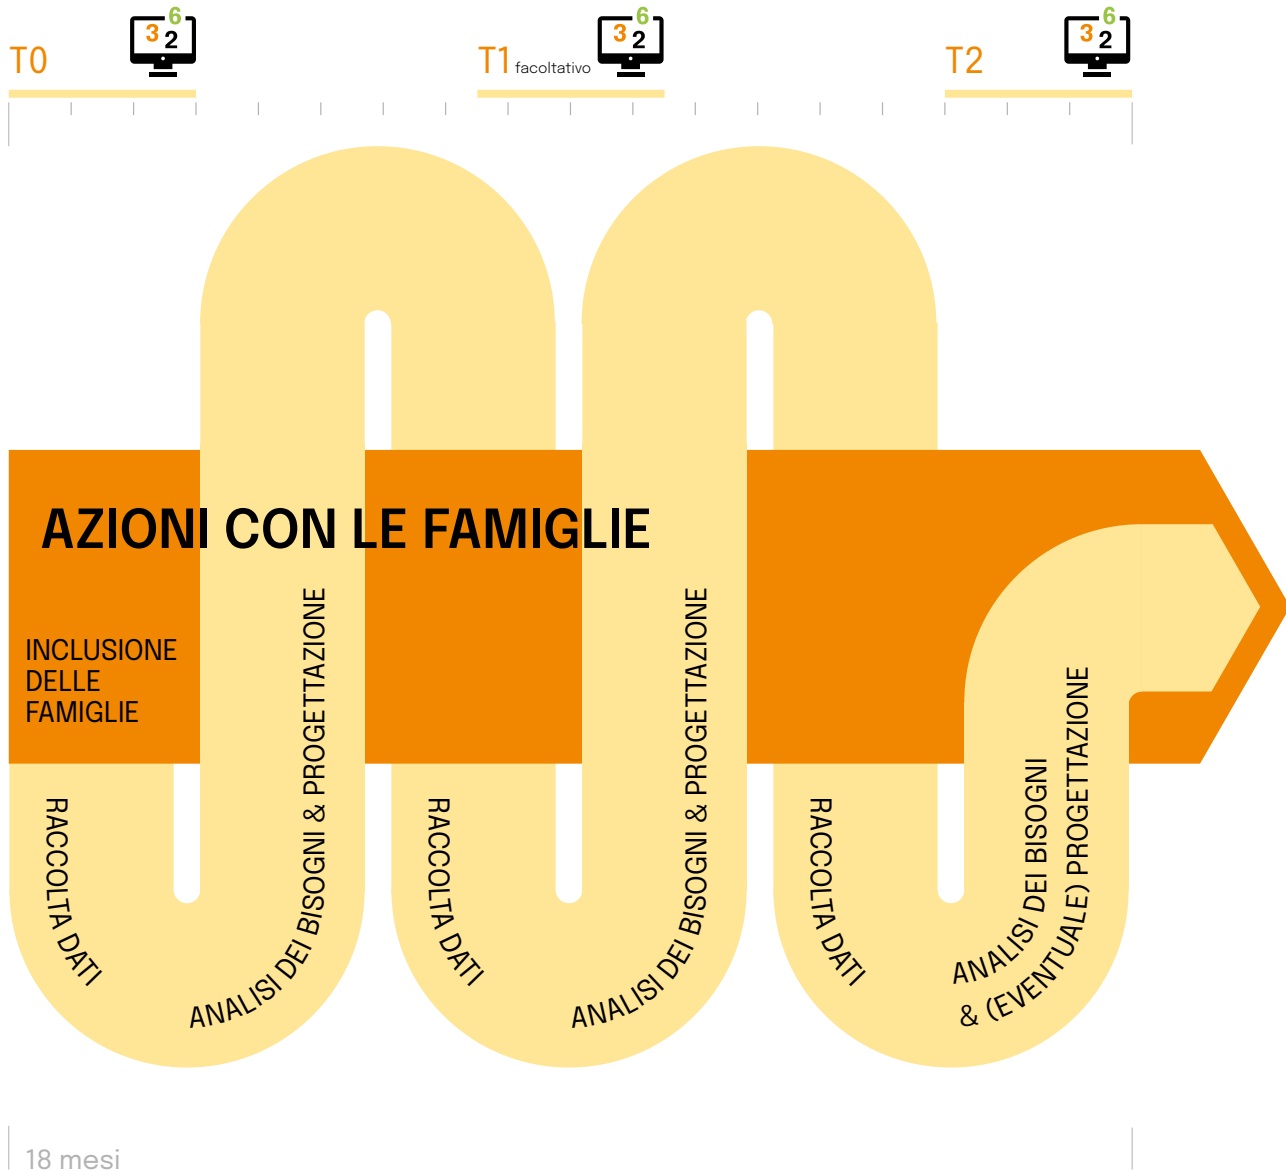 T0
3 2 6
T1 facoltativo
3 2 6
T2
3 2 6
AZIONI CON LE FAMIGLIE
INCLUSIONE
DELLE
FAMIGLIE
RACCOLTA DATI
ANALISI DEI BISOGNI & PROGETTAZIONE
RACCOLTA DATI
ANALISI DEI BISOGNI & PROGETTAZIONE
RACCOLTA DATI
ANALISI DEI BISOGNI
& (EVENTUALE) PROGETTAZIONE
18 mesi